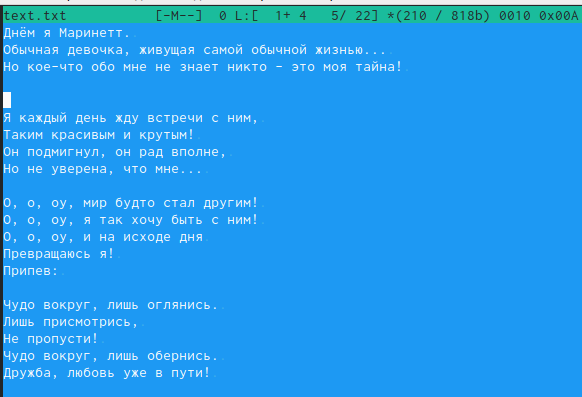 text.txt [-M--] 0 L:[ 1+ 4 5/ 22] *(210 / 818b) 0010 0x00A
Днём я Маринетт.
Обычная девочка, живущая самой обычной жизнью...
Но кое-что обо мне не знает никто - это моя тайна!
Я каждый день жду встречи с ним,
Таким красивым и крутым!
Он подмигнул, он рад вполне,
Но не уверена, что мне...
О, о, оу, мир будто стал другим!
О, о, оу, я так хочу быть с ним!
О, о, оу, и на исходе дня
Превращаюсь я!
Припев:
Чудо вокруг, лишь оглянись.
Лишь присмотрись,
Не пропусти!
Чудо вокруг, лишь обернись.
Дружба, любовь уже в пути!